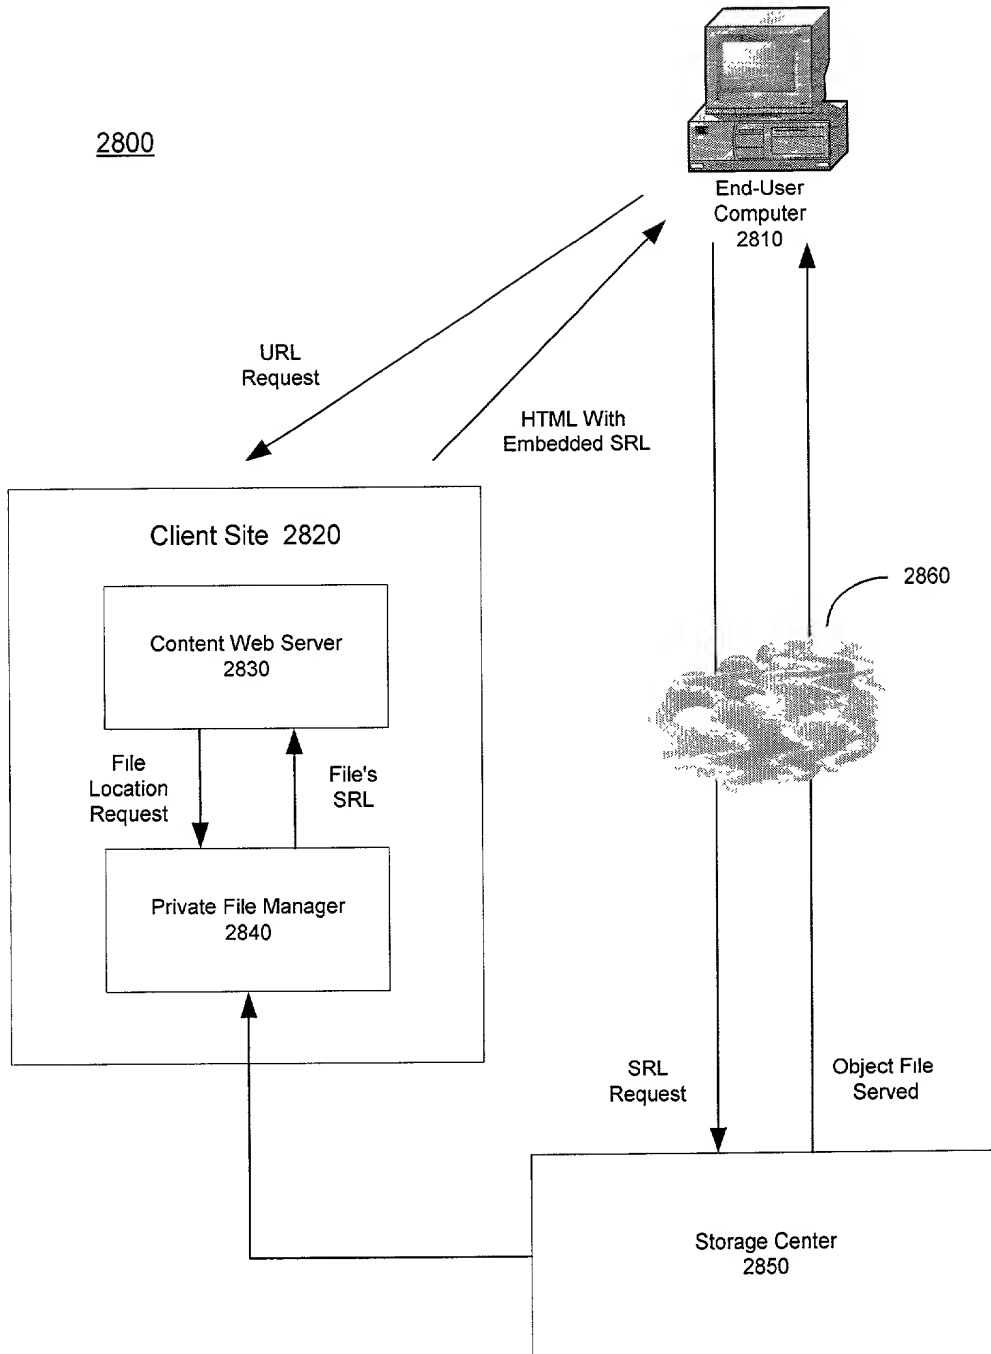 2800
End-User
Computer
2810
URL
Request
HTML With
Embedded SRL
Client Site 2820
Content Web Server
2830
File
Location
Request
File's
SRL
Private File Manager
2840
2860
SRL
Request
Object File
Served
Storage Center
2850